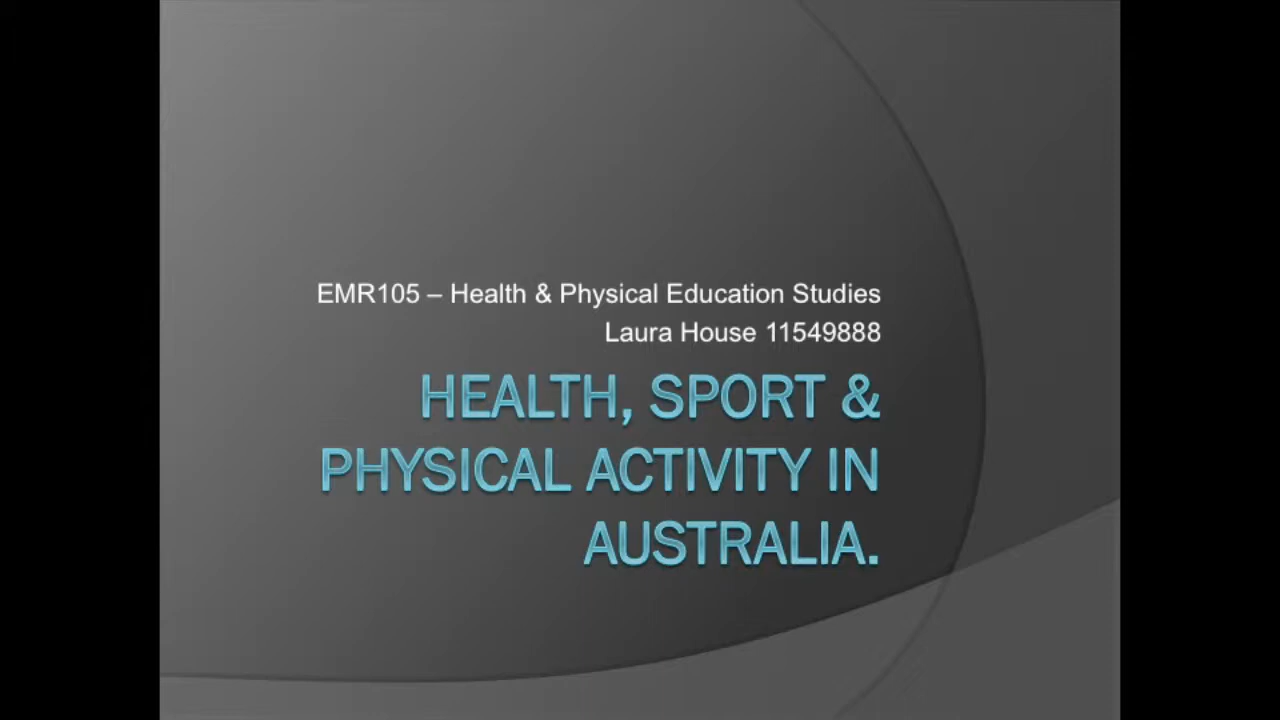 EMR105 – Health & Physical Education Studies
Laura House 11549888
HEALTH, SPORT &
PHYSICAL ACTIVITY IN
AUSTRALIA.